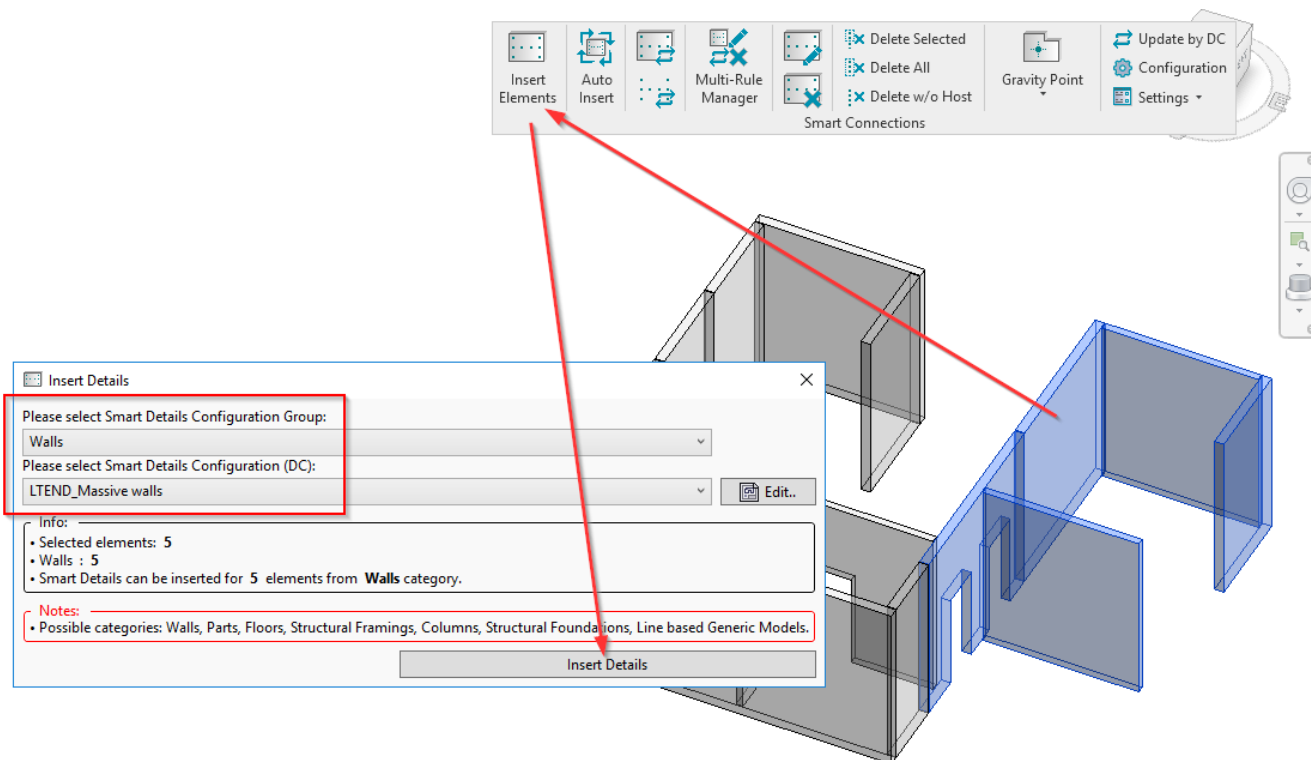 Insert
Elements
Auto
Insert
Multi-Rule
Manager
Delete Selected
Delete All
Delete w/o Host
Gravity Point
Update by DC
Configuration
Settings
Smart Connections
Insert Details
Please select Smart Details Configuration Group:
Walls
Please select Smart Details Configuration (DC):
LTEND_Massive walls
Edit..
Info:
• Selected elements: 5
• Walls : 5
• Smart Details can be inserted for 5 elements from Walls category.
Notes:
• Possible categories: Walls, Parts, Floors, Structural Framings, Columns, Structural Foundations, Line based Generic Models.
Insert Details